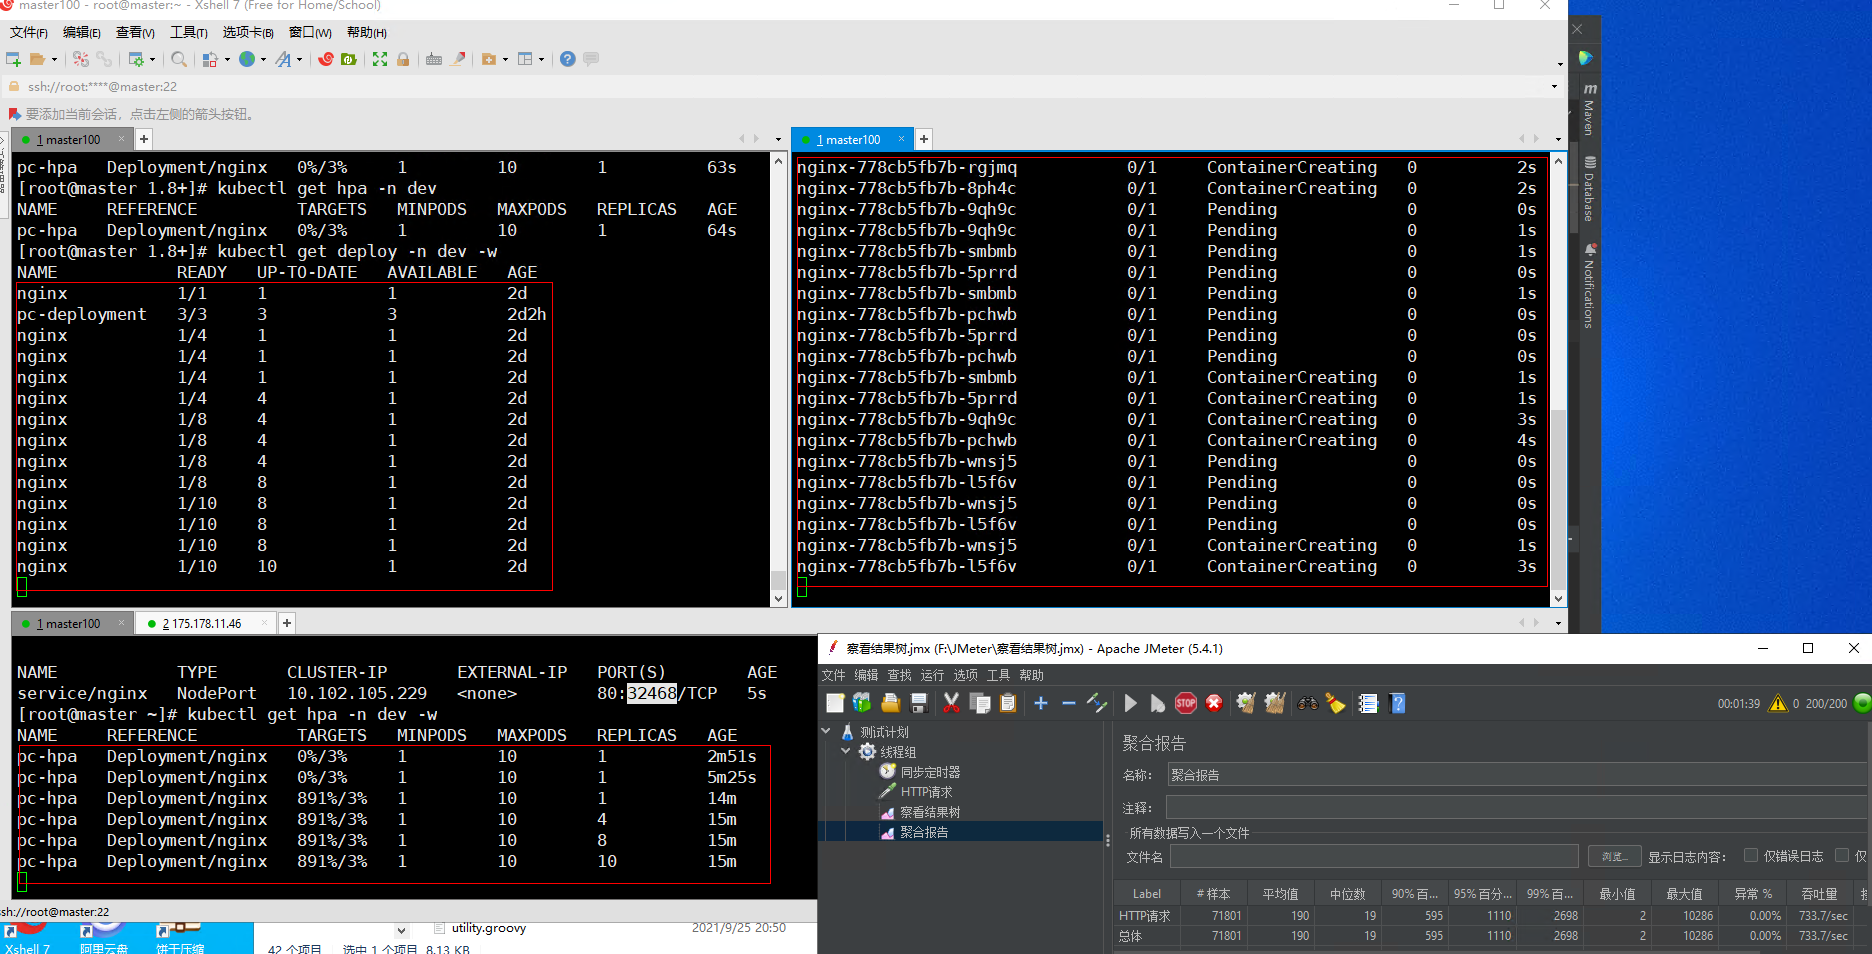 master100 - root@master:~ - Xshell 7 (Free for Home/School)
文件(F) 编辑(E) 查看(V) 工具(T) 选项卡(B) 窗口(W) 帮助(H)
ssh://root:****@master:22
要添加当前会话，点击左侧的箭头按钮。
1 master100
pc-hpa Deployment/nginx 0%/3% 1 10 1 63s
[root@master 1.8+]# kubectl get hpa -n dev
NAME REFERENCE TARGETS MINPODS MAXPODS REPLICAS AGE
pc-hpa Deployment/nginx 0%/3% 1 10 1 64s
[root@master 1.8+]# kubectl get deploy -n dev -w
NAME READY UP-TO-DATE AVAILABLE AGE
nginx 1/1 1 1 2d
pc-deployment 3/3 3 3 2d2h
nginx 1/4 1 1 2d
nginx 1/4 1 1 2d
nginx 1/4 1 1 2d
nginx 1/4 4 1 2d
nginx 1/8 4 1 2d
nginx 1/8 4 1 2d
nginx 1/8 4 1 2d
nginx 1/8 8 1 2d
nginx 1/10 8 1 2d
nginx 1/10 8 1 2d
nginx 1/10 8 1 2d
nginx 1/10 10 1 2d
1 master100
nginx-778cb5fb7b-rgjmq 0/1 ContainerCreating 0 2s
nginx-778cb5fb7b-8ph4c 0/1 ContainerCreating 0 2s
nginx-778cb5fb7b-9qh9c 0/1 Pending 0 0s
nginx-778cb5fb7b-9qh9c 0/1 Pending 0 1s
nginx-778cb5fb7b-smbmb 0/1 Pending 0 0s
nginx-778cb5fb7b-5prrd 0/1 Pending 0 0s
nginx-778cb5fb7b-smbmb 0/1 Pending 0 1s
nginx-778cb5fb7b-pchwb 0/1 Pending 0 0s
nginx-778cb5fb7b-5prrd 0/1 Pending 0 0s
nginx-778cb5fb7b-pchwb 0/1 Pending 0 0s
nginx-778cb5fb7b-smbmb 0/1 ContainerCreating 0 1s
nginx-778cb5fb7b-5prrd 0/1 ContainerCreating 0 1s
nginx-778cb5fb7b-9qh9c 0/1 ContainerCreating 0 3s
nginx-778cb5fb7b-pchwb 0/1 ContainerCreating 0 4s
nginx-778cb5fb7b-wnsj5 0/1 Pending 0 0s
nginx-778cb5fb7b-l5f6v 0/1 Pending 0 0s
nginx-778cb5fb7b-wnsj5 0/1 Pending 0 0s
nginx-778cb5fb7b-l5f6v 0/1 Pending 0 0s
nginx-778cb5fb7b-wnsj5 0/1 ContainerCreating 0 1s
nginx-778cb5fb7b-l5f6v 0/1 ContainerCreating 0 3s
Maven
Database
Notifications
1 master100 2 175.178.11.46
NAME TYPE CLUSTER-IP EXTERNAL-IP PORT(S) AGE
service/nginx NodePort 10.102.105.229 <none> 80:32468/TCP 5s
[root@master ~]# kubectl get hpa -n dev -w
NAME REFERENCE TARGETS MINPODS MAXPODS REPLICAS AGE
pc-hpa Deployment/nginx 0%/3% 1 10 1 2m51s
pc-hpa Deployment/nginx 0%/3% 1 10 1 5m25s
pc-hpa Deployment/nginx 891%/3% 1 10 1 14m
pc-hpa Deployment/nginx 891%/3% 1 10 4 15m
pc-hpa Deployment/nginx 891%/3% 1 10 8 15m
pc-hpa Deployment/nginx 891%/3% 1 10 10 15m
ssh://root@master:22
Xshell 7 阿里云盘 饼干压缩
utility.groovy 2021/9/25 20:50
42 个项目 选中 1 个项目 8.13 KB
察看结果树.jmx (F:\JMeter\察看结果树.jmx) - Apache JMeter (5.4.1)
文件 编辑 查找 运行 选项 工具 帮助
STOP
00:01:39 0 200/200
测试计划
线程组
同步定时器
HTTP请求
察看结果树
聚合报告
聚合报告
名称： 聚合报告
注释：
所有数据写入一个文件
文件名 浏览... 显示日志内容： 仅错误日志 仅
Label # 样本 平均值 中位数 90% 百... 95% 百分... 99% 百... 最小值 最大值 异常 % 吞吐量
HTTP请求 71801 190 19 595 1110 2698 2 10286 0.00% 733.7/sec
总体 71801 190 19 595 1110 2698 2 10286 0.00% 733.7/sec